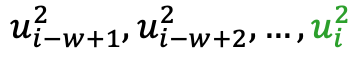 u²ᵢ₋w₊₁, u²ᵢ₋w₊₂, ..., u²ᵢ